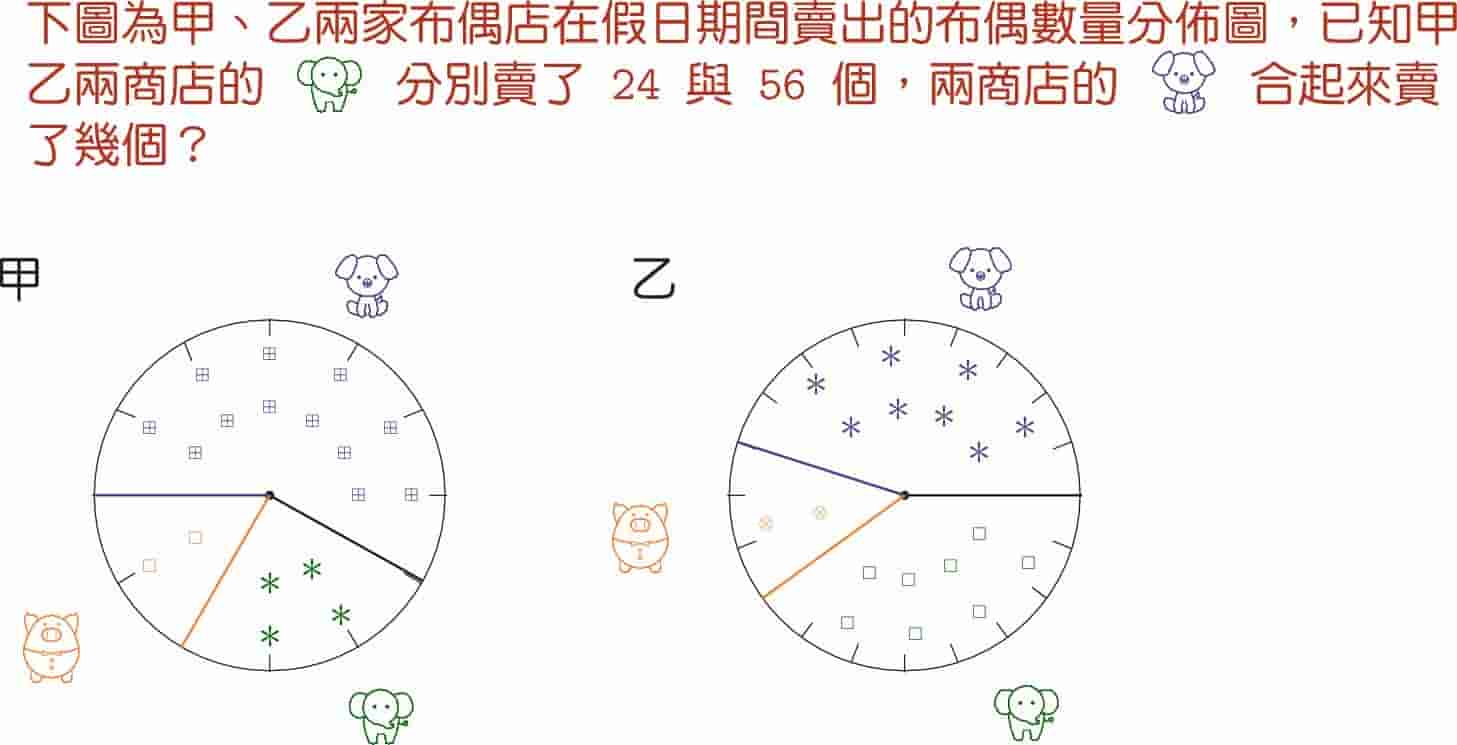 下圖為甲、乙兩家布偶店在假日期間賣出的布偶數量分佈圖，已知甲
乙兩商店的 分別賣了 24 與 56 個，兩商店的 合起來賣
了幾個？
甲
乙